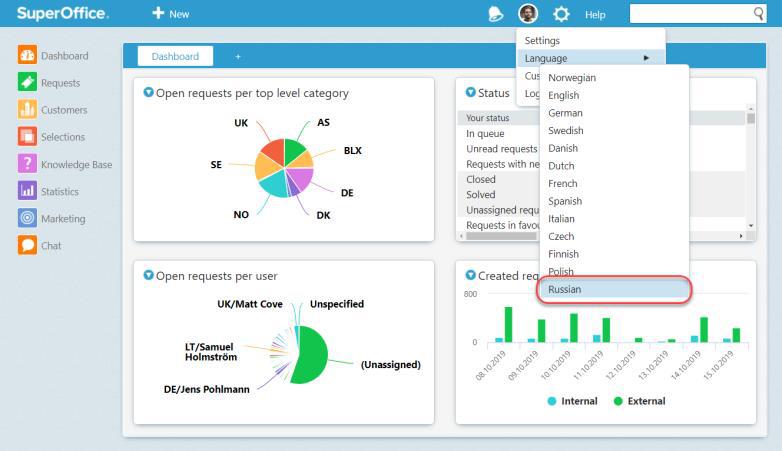 SuperOffice.
New
Help
Settings
Language
Cus
Log
Norwegian
English
German
Swedish
Danish
Dutch
French
Spanish
Italian
Czech
Finnish
Polish
Russian
Dashboard
Requests
Customers
Selections
Knowledge Base
Statistics
Marketing
Chat
Dashboard
+
Open requests per top level category
UK
AS
BLX
SE
DE
NO
DK
Status
Your status
In queue
Unread requests
Requests with ne
Closed
Solved
Unassigned requ
Requests in favou
Open requests per user
UK/Matt Cove
Unspecified
LT/Samuel
Holmström
(Unassigned)
DE/Jens Pohlmann
Created req
800
0
08.10.2019
09.10.2019
10.10.2019
11.10.2019
12.10.2019
13.10.2019
14.10.2019
15.10.2019
Internal
External